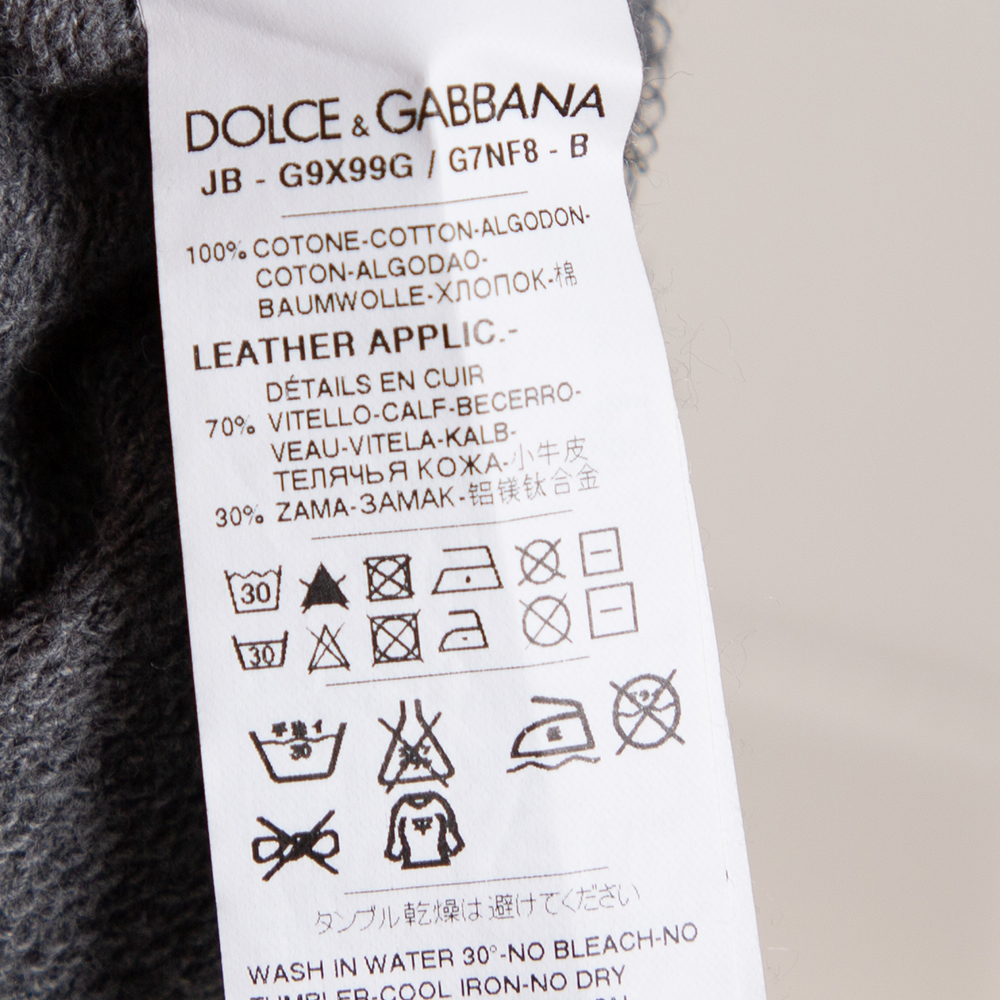 DOLCE & GABBANA
JB - G9X99G / G7NF8 - B
100% COTONE-COTTON-ALGODON-
COTON-ALGODAO-
BAUMWOLLE-ХЛОПОК-棉
LEATHER APPLIC.-
DÉTAILS EN CUIR
70% VITELLO-CALF-BECERRO-
VEAU-VITELA-KALB-
ТЕЛЯЧЬЯ КОЖА-小牛皮
30% ZAMA-ЗАМАК-铝镁钛合金
30
30
手洗イ
30
タンブル乾燥は避けてください
WASH IN WATER 30°-NO BLEACH-NO
TUMBLER-COOL IRON-NO DRY